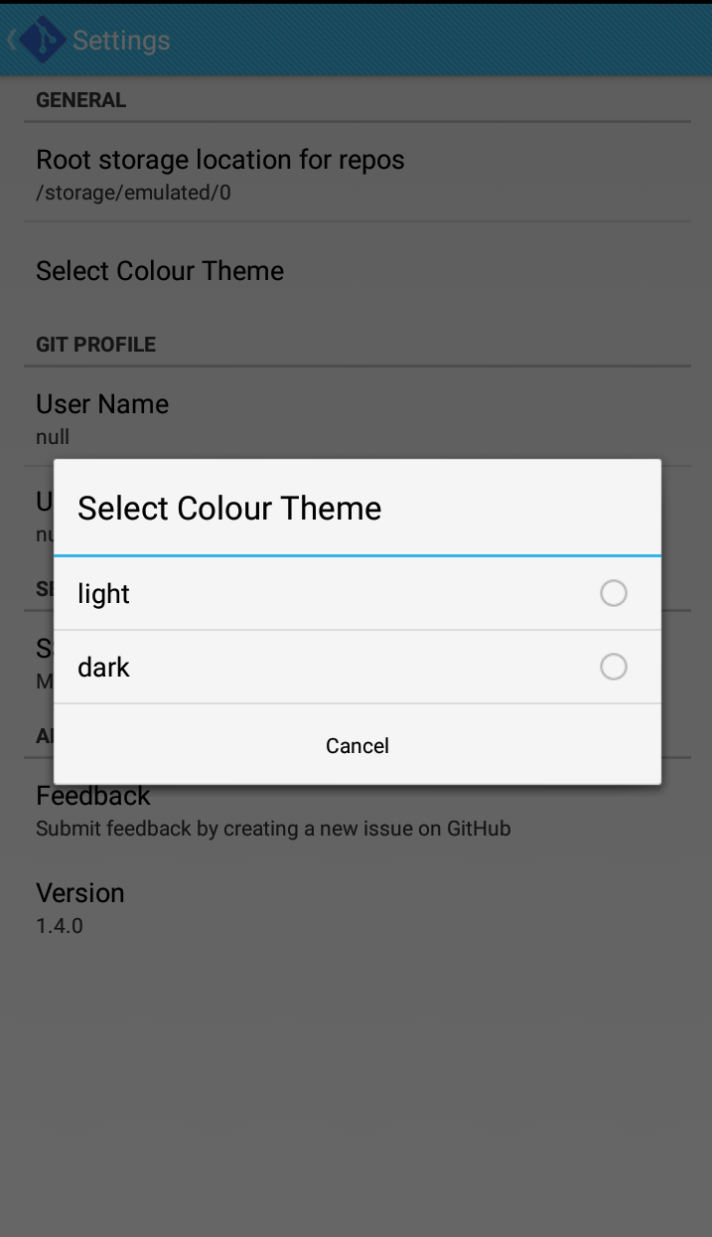 Settings
GENERAL
Root storage location for repos
/storage/emulated/0
Select Colour Theme
GIT PROFILE
User Name
null
Select Colour Theme
light
dark
Cancel
Feedback
Submit feedback by creating a new issue on GitHub
Version
1.4.0